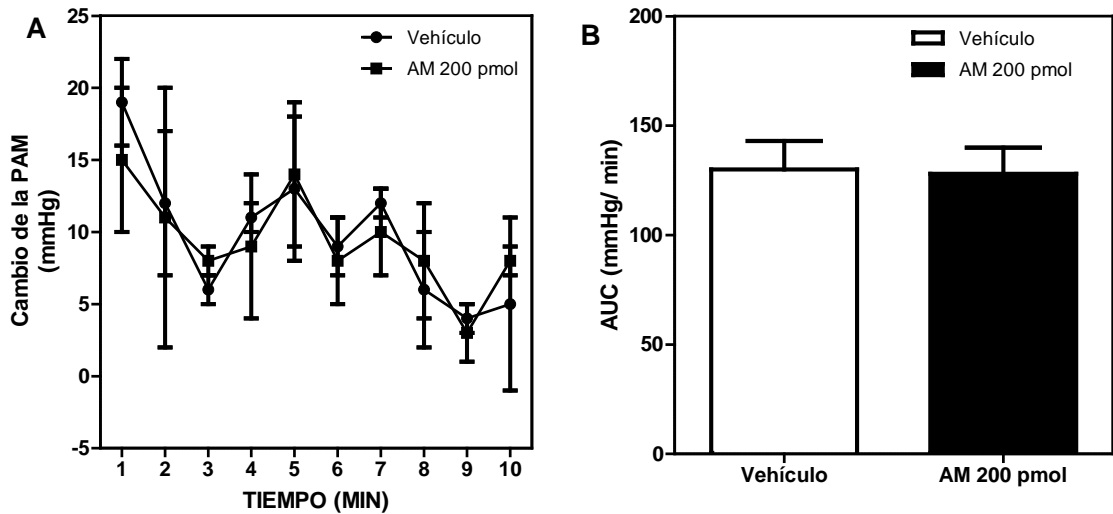 A
Vehículo
AM 200 pmol
Cambio de la PAM
(mmHg)
25
20
15
10
5
0
-5
1 2 3 4 5 6 7 8 9 10
TIEMPO (MIN)
B
Vehículo
AM 200 pmol
AUC (mmHg/ min)
200
150
100
50
0
Vehículo AM 200 pmol